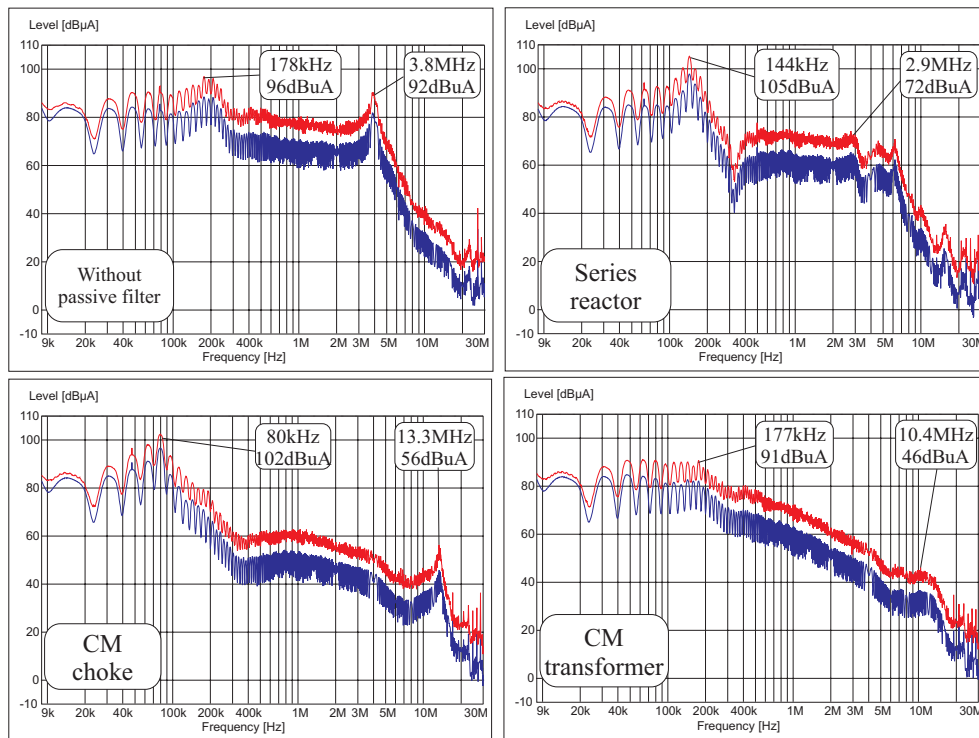 Level [dBµA]
110
100
80
60
40
20
0
-10
178kHz
96dBuA
3.8MHz
92dBuA
Without
passive filter
9k 20k 40k 100k 200k 400k 1M 2M 3M 5M 10M 30M
Frequency [Hz]
Level [dBµA]
110
100
80
60
40
20
0
-10
144kHz
105dBuA
2.9MHz
72dBuA
Series
reactor
9k 20k 40k 100k 200k 400k 1M 2M 3M 5M 10M 30M
Frequency [Hz]
Level [dBµA]
110
100
80
60
40
20
0
-10
80kHz
102dBuA
13.3MHz
56dBuA
CM
choke
9k 20k 40k 100k 200k 400k 1M 2M 3M 5M 10M 30M
Frequency [Hz]
Level [dBµA]
110
100
80
60
40
20
0
-10
177kHz
91dBuA
10.4MHz
46dBuA
CM
transformer
9k 20k 40k 100k 200k 400k 1M 2M 3M 5M 10M 30M
Frequency [Hz]